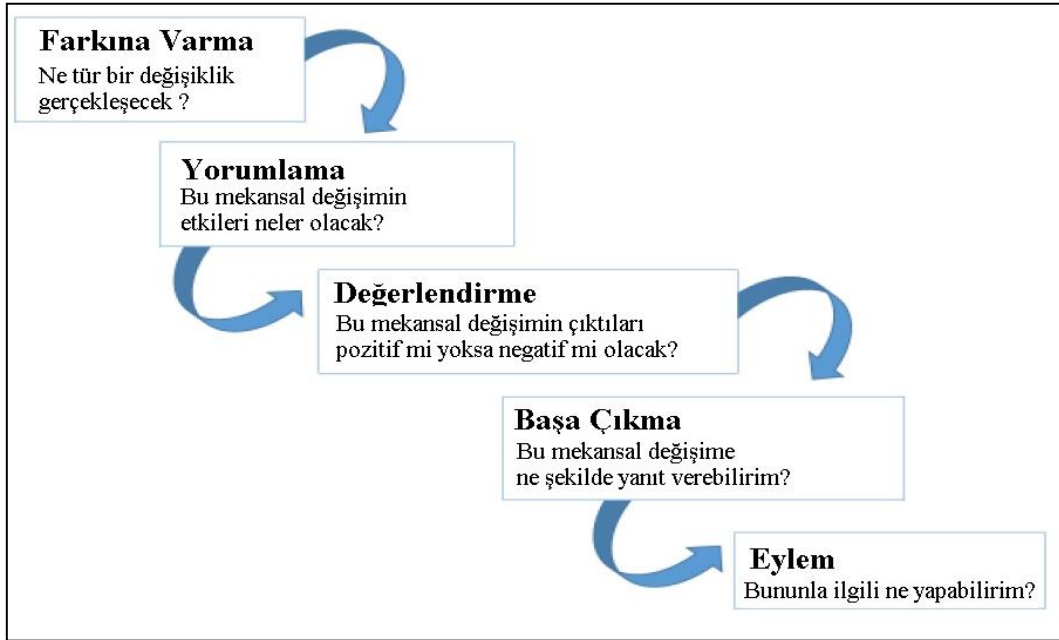 Farkına Varma
Ne tür bir değişiklik
gerçekleşecek ?
Yorumlama
Bu mekansal değişimin
etkileri neler olacak?
Değerlendirme
Bu mekansal değişimin çıktıları
pozitif mi yoksa negatif mi olacak?
Başa Çıkma
Bu mekansal değişime
ne şekilde yanıt verebilirim?
Eylem
Bununla ilgili ne yapabilirim?